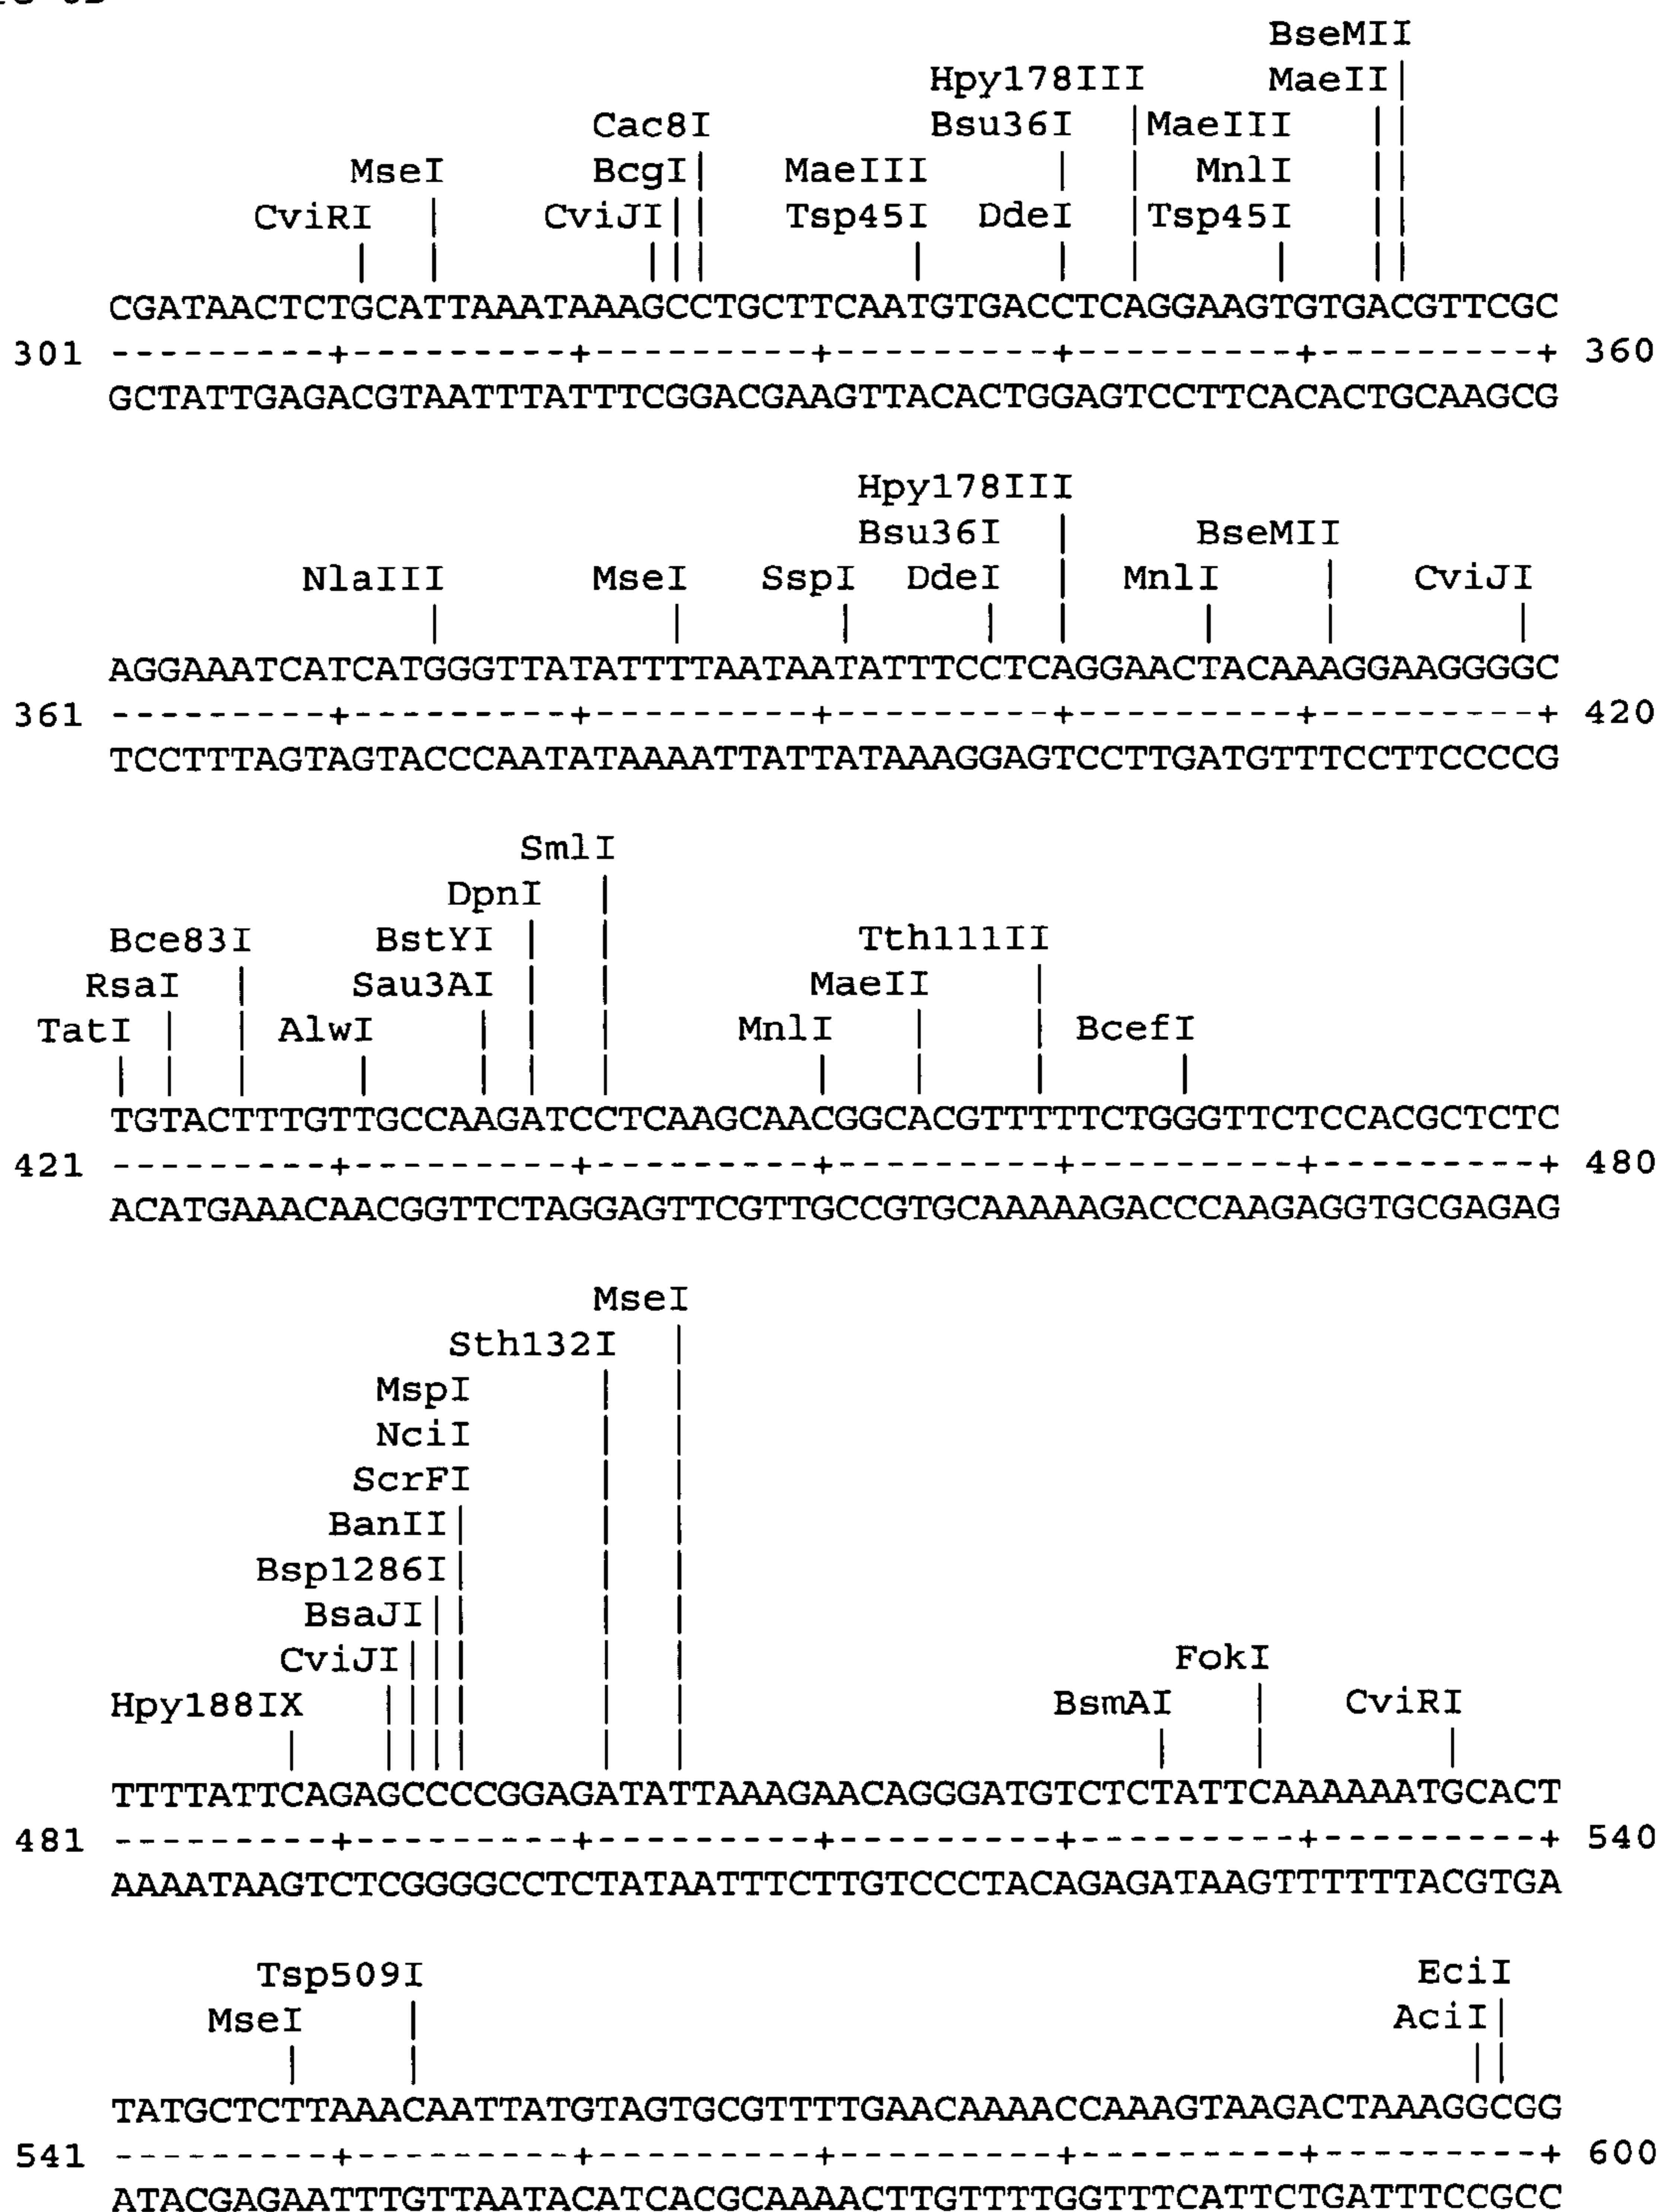 BseMII
Hpy178III MaeII
Cac8I Bsu36I MaeIII
MseI BcgI MaeIII MnlI
CviRI CviJI Tsp45I DdeI Tsp45I
CGATAACTCTGCATTAAATAAAGCCTGCTTCAATGTGACCTCAGGAAGTGTGACGTTCGC
301 ---------+---------+---------+---------+---------+---------+ 360
GCTATTGAGACGTAATTTATTTCGGACGAAGTTACACTGGAGTCCTTCACACTGCAAGCG
Hpy178III
Bsu36I BseMII
NlaIII MseI SspI DdeI MnlI CviJI
AGGAAATCATCATGGGTTATATTTTAATAATATTTCCTCAGGAACTACAAAGGAAGGGGC
361 ---------+---------+---------+---------+---------+---------+ 420
TCCTTTAGTAGTACCCAATATAAAATTATTATAAAGGAGTCCTTGATGTTTCCTTCCCCG
SmlI
DpnI
Bce83I BstYI Tth111II
RsaI Sau3AI MaeII
TatI AlwI MnlI BcefI
TGTACTTTGTTGCCAAGATCCTCAAGCAACGGCACGTTTTTCTGGGTTCTCCACGCTCTC
421 ---------+---------+---------+---------+---------+---------+ 480
ACATGAAACAACGGTTCTAGGAGTTCGTTGCCGTGCAAAAAGACCCAAGAGGTGCGAGAG
MseI
Sth132I
MspI
NciI
ScrFI
BanII
Bsp1286I
BsaJI
CviJI FokI
Hpy188IX BsmAI CviRI
TTTTATTCAGAGCCCCGGAGATATTAAAGAACAGGGATGTCTCTATTCAAAAAATGCACT
481 ---------+---------+---------+---------+---------+---------+ 540
AAAATAAGTCTCGGGGCCTCTATAATTTCTTGTCCCTACAGAGATAAGTTTTTTACGTGA
Tsp509I EciI
MseI AciI
TATGCTCTTAAACAATTATGTAGTGCGTTTTGAACAAAACCAAAGTAAGACTAAAGGCGG
541 ---------+---------+---------+---------+---------+---------+ 600
ATACGAGAATTTGTTAATACATCACGCAAAACTTGTTTTGGTTTCATTCTGATTTCCGCC